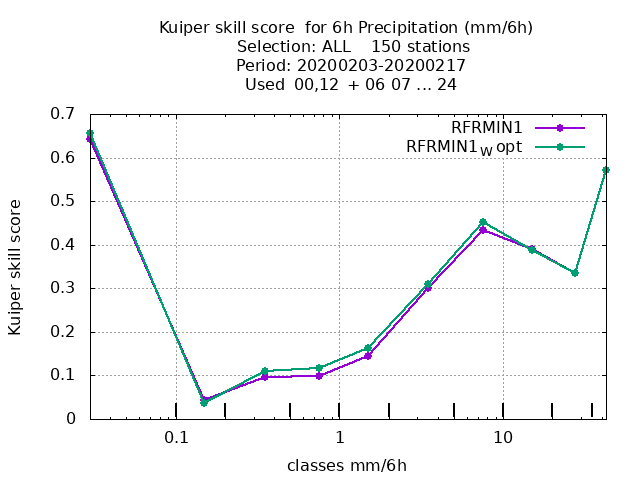 Kuiper skill score for 6h Precipitation (mm/6h)
Selection: ALL 150 stations
Period: 20200203-20200217
Used 00,12 + 06 07 ... 24
RFRMIN1
RFRMIN1W opt
0.7
0.6
0.5
0.4
0.3
0.2
0.1
0
Kuiper skill score
0.1 1 10
classes mm/6h